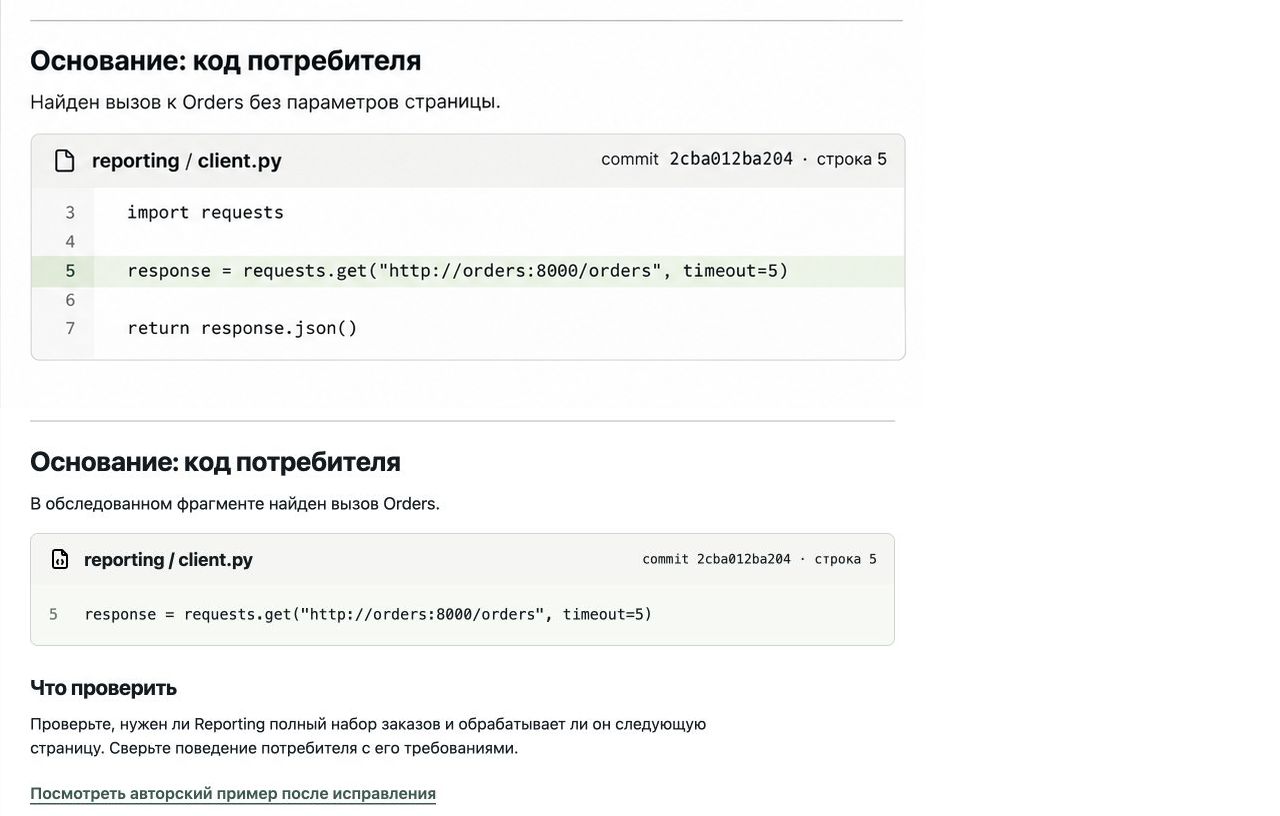 Основание: код потребителя
Найден вызов к Orders без параметров страницы.
reporting / client.py commit 2cba012ba204 · строка 5
3 import requests
4
5 response = requests.get("http://orders:8000/orders", timeout=5)
6
7 return response.json()
Основание: код потребителя
В обследованном фрагменте найден вызов Orders.
reporting / client.py commit 2cba012ba204 · строка 5
5 response = requests.get("http://orders:8000/orders", timeout=5)
Что проверить
Проверьте, нужен ли Reporting полный набор заказов и обрабатывает ли он следующую
страницу. Сверьте поведение потребителя с его требованиями.
Посмотреть авторский пример после исправления